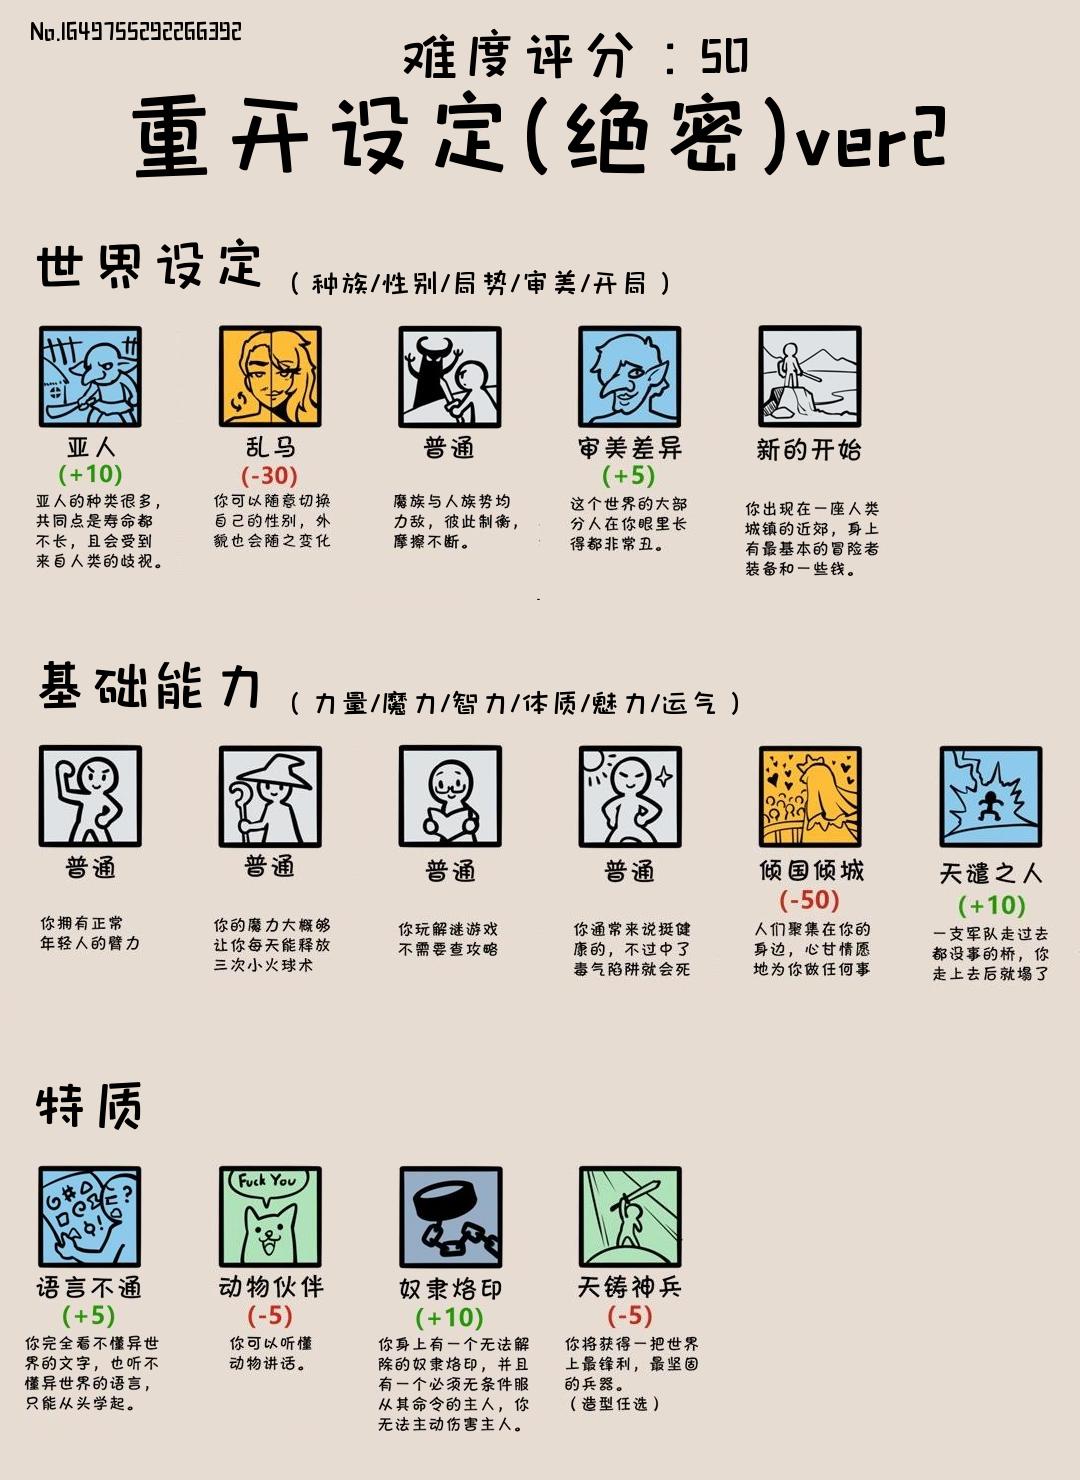 No.1649755292266392
难度评分：50
重开设定(绝密)ver2
世界设定（种族/性别/局势/审美/开局）
亚人
(+10)
亚人的种类很多，
共同点是寿命都
不长，且会受到
来自人类的歧视。
乱马
(-30)
你可以随意切换
自己的性别，外
貌也会随之变化
普通
魔族与人族势均
力敌，彼此制衡，
摩擦不断。
审美差异
(+5)
这个世界的大部
分人在你眼里长
得都非常丑。
新的开始
你出现在一座人类
城镇的近郊，身上
有最基本的冒险者
装备和一些钱。
基础能力（力量/魔力/智力/体质/魅力/运气）
普通
你拥有正常
年轻人的臂力
普通
你的魔力大概够
让你每天能释放
三次小火球术
普通
你玩解谜游戏
不需要查攻略
普通
你通常来说挺健
康的，不过中了
毒气陷阱就会死
倾国倾城
(-50)
人们聚集在你的
身边，心甘情愿
地为你做任何事
天谴之人
(+10)
一支军队走过去
都没事的桥，你
走上去后就塌了
特质
语言不通
(+5)
你完全看不懂异世
界的文字，也听不
懂异世界的语言，
只能从头学起。
Fuck You
动物伙伴
(-5)
你可以听懂
动物讲话。
奴隶烙印
(+10)
你身上有一个无法解
除的奴隶烙印，并且
有一个必须无条件服
从其命令的主人，你
无法主动伤害主人。
天铸神兵
(-5)
你将获得一把世界
上最锋利，最坚固
的兵器。
（造型任选）